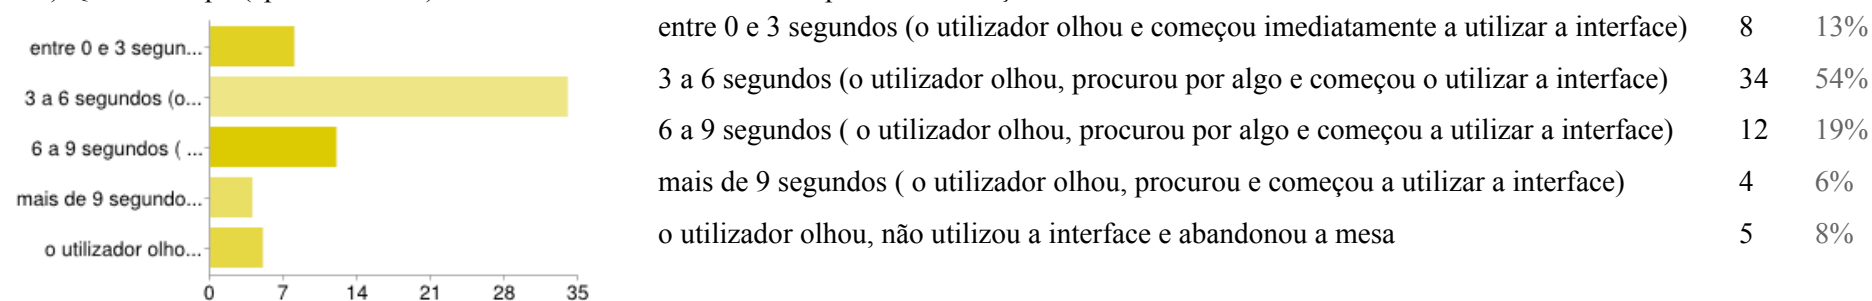 entre 0 e 3 segun...
3 a 6 segundos (o...
6 a 9 segundos ( ...
mais de 9 segundo...
o utilizador olho...
0 7 14 21 28 35
entre 0 e 3 segundos (o utilizador olhou e começou imediatamente a utilizar a interface) 8 13%
3 a 6 segundos (o utilizador olhou, procurou por algo e começou o utilizar a interface) 34 54%
6 a 9 segundos ( o utilizador olhou, procurou por algo e começou a utilizar a interface) 12 19%
mais de 9 segundos ( o utilizador olhou, procurou e começou a utilizar a interface) 4 6%
o utilizador olhou, não utilizou a interface e abandonou a mesa 5 8%